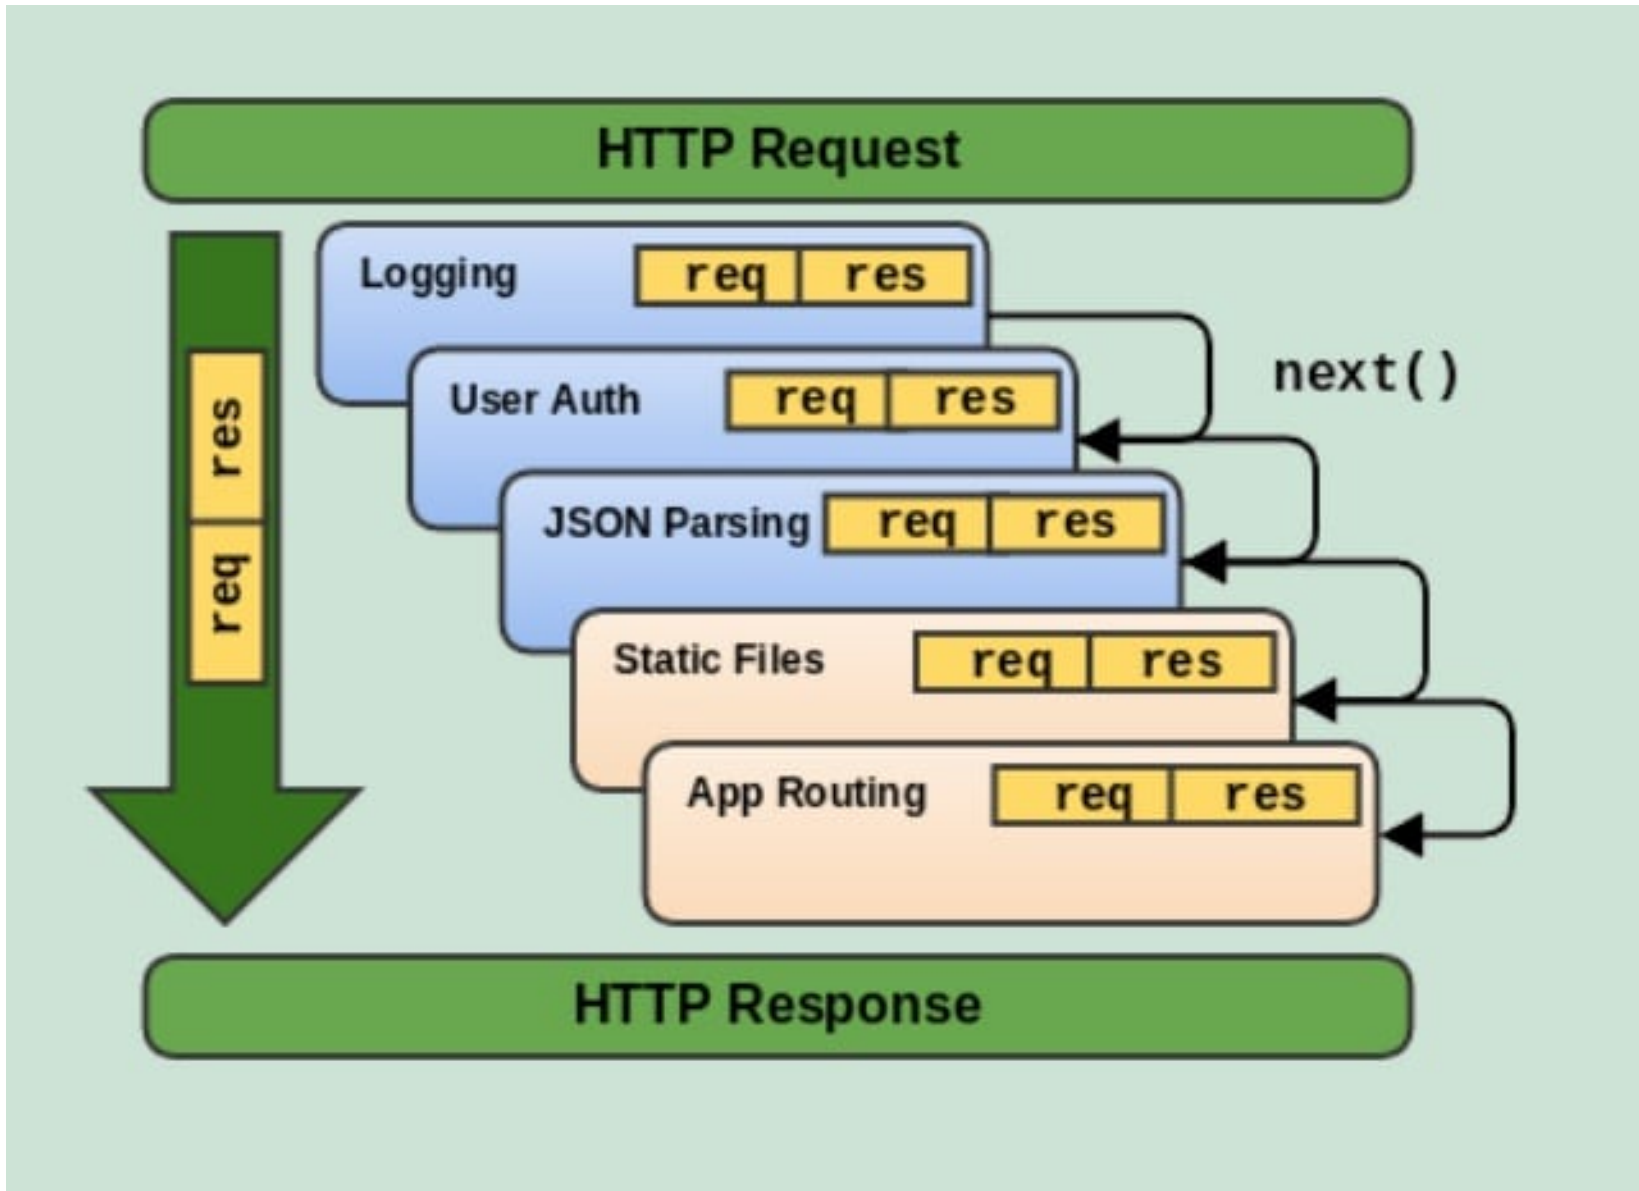 HTTP Request
Logging req res
next()
User Auth req res
res
JSON Parsing req res
req
Static Files req res
App Routing req res
HTTP Response